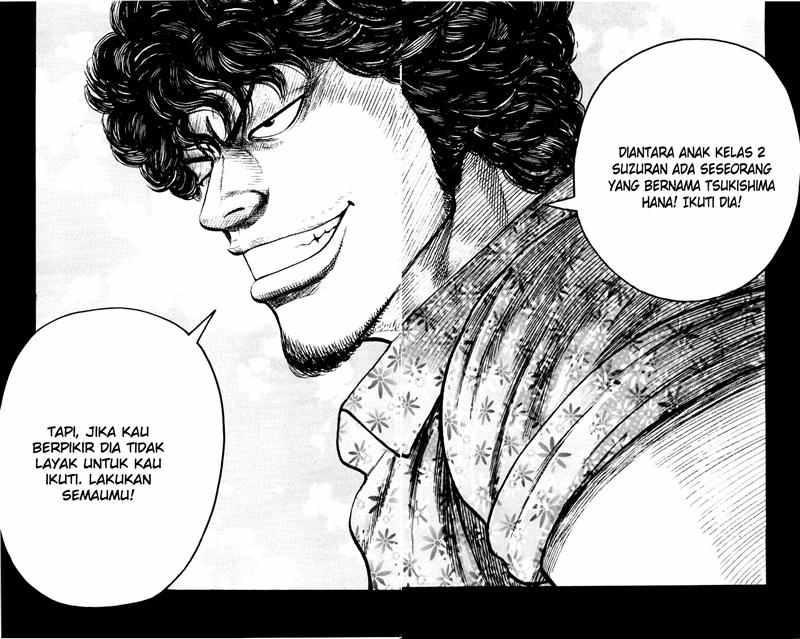 DIANTARA ANAK KELAS 2
SUZURAN ADA SESEORANG
YANG BERNAMA TSUKISHIMA
HANA! IKUTI DIA!
TAPI, JIKA KAU
BERPIKIR DIA TIDAK
LAYAK UNTUK KAU
IKUTI. LAKUKAN
SEMAUMU!